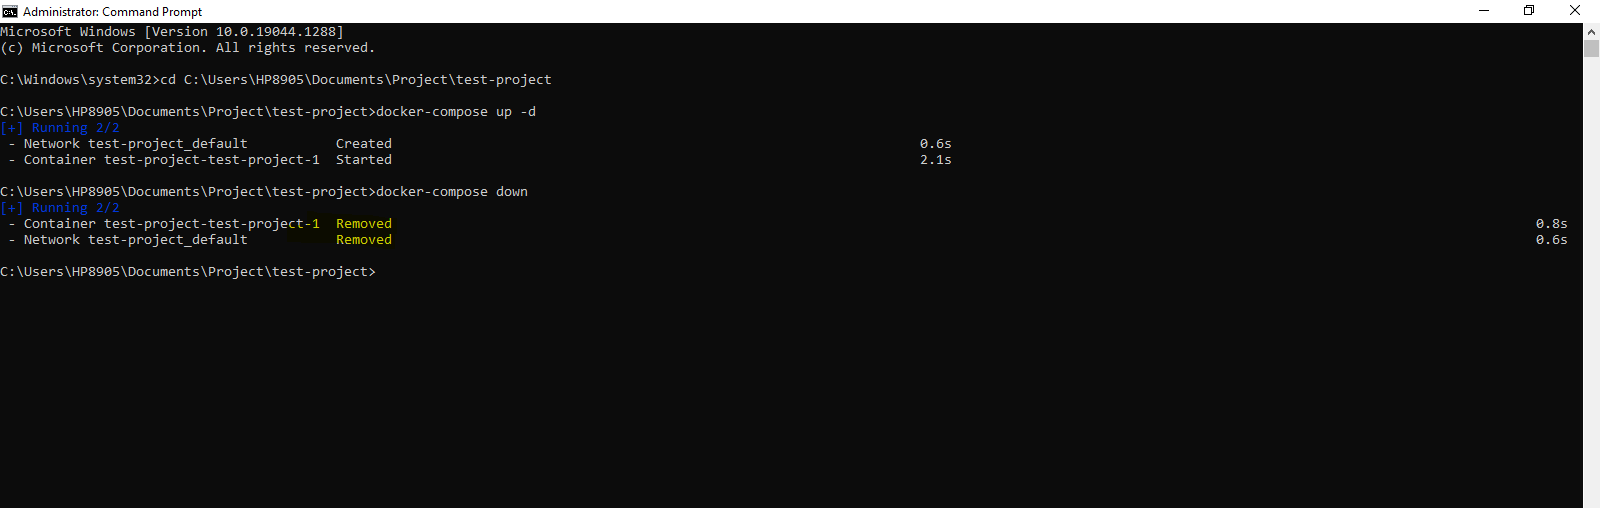 Administrator: Command Prompt
Microsoft Windows [Version 10.0.19044.1288]
(c) Microsoft Corporation. All rights reserved.
C:\Windows\system32>cd C:\Users\HP8905\Documents\Project\test-project
C:\Users\HP8905\Documents\Project\test-project>docker-compose up -d
[+] Running 2/2
 - Network test-project_default           Created                                                                  0.6s
 - Container test-project-test-project-1  Started                                                                  2.1s
C:\Users\HP8905\Documents\Project\test-project>docker-compose down
[+] Running 2/2
 - Container test-project-test-project-1  Removed                                                                  0.8s
 - Network test-project_default           Removed                                                                  0.6s
C:\Users\HP8905\Documents\Project\test-project>